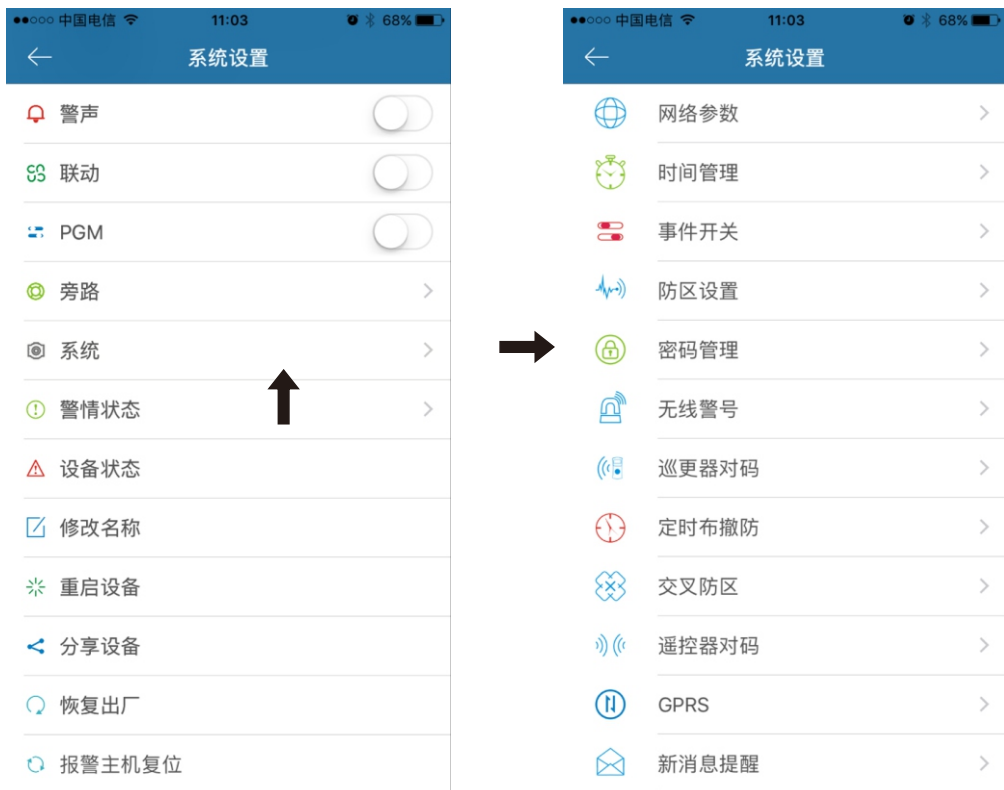 中国电信 11:03 68%
系统设置
警声
联动
PGM
旁路
系统
警情状态
设备状态
修改名称
重启设备
分享设备
恢复出厂
报警主机复位
中国电信 11:03 68%
系统设置
网络参数
时间管理
事件开关
防区设置
密码管理
无线警号
巡更器对码
定时布撤防
交叉防区
遥控器对码
GPRS
新消息提醒